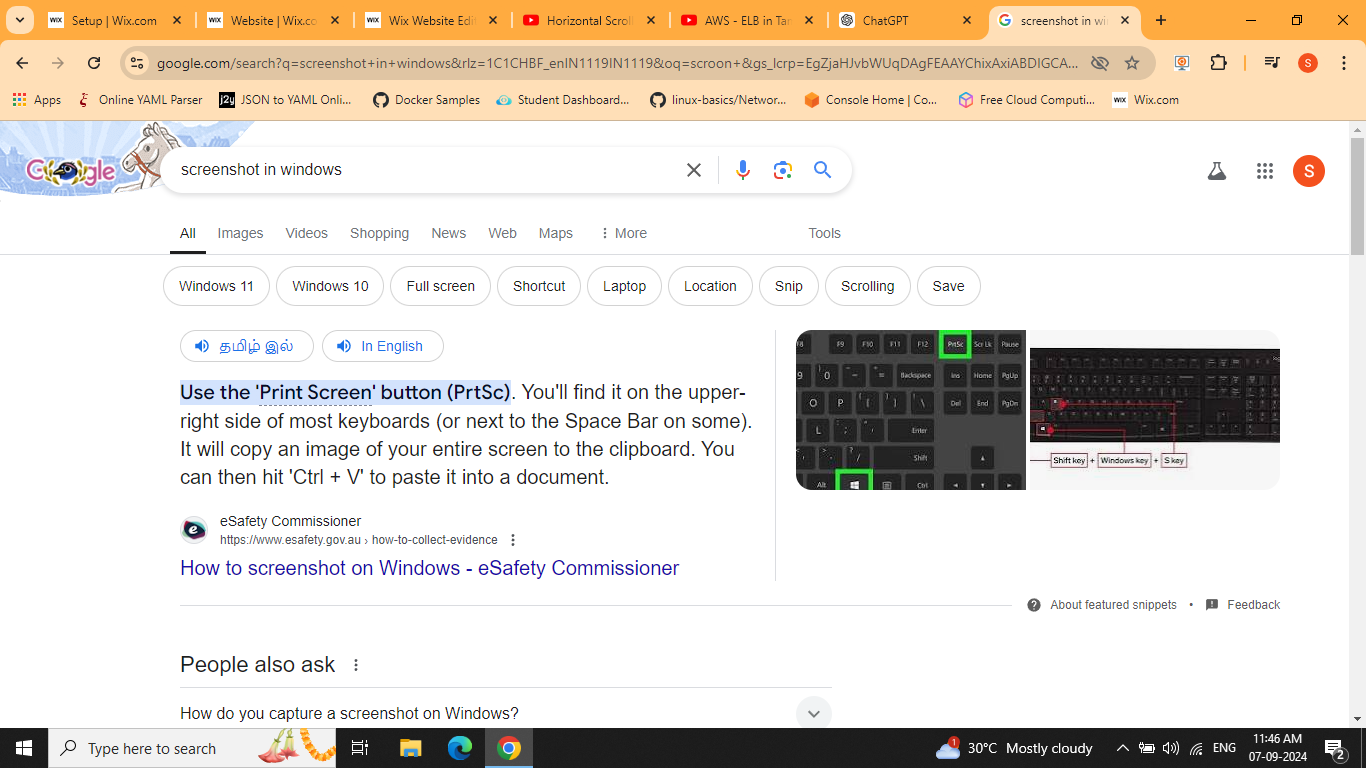 Setup | Wix.com
Website | Wix.co
Wix Website Edi
Horizontal Scroll
AWS - ELB in Tar
ChatGPT
screenshot in wi
google.com/search?q=screenshot+in+windows&rlz=1C1CHBF_enIN1119IN1119&oq=scroon+&gs_lcrp=EgZjaHJvbWUqDAgFEAAYChixAxiABDIGCA...
S
Apps
Online YAML Parser
JSON to YAML Onli...
Docker Samples
Student Dashboard...
linux-basics/Networ...
Console Home | Co...
Free Cloud Computi...
WIX Wix.com
Google
screenshot in windows
S
All Images Videos Shopping News Web Maps More Tools
Windows 11 Windows 10 Full screen Shortcut Laptop Location Snip Scrolling Save
தமிழ் இல் In English
Use the 'Print Screen' button (PrtSc). You'll find it on the upper-
right side of most keyboards (or next to the Space Bar on some).
It will copy an image of your entire screen to the clipboard. You
can then hit 'Ctrl + V' to paste it into a document.
F8 F9 F10 F11 F12 PrtSc Scr Lk Pause
9 0 Backspace Ins Home PgUp
O P Del End PgDn
L Enter
Shift
Alt Ctrl
Shift key + Windows key + S key
eSafety Commissioner
https://www.esafety.gov.au › how-to-collect-evidence
How to screenshot on Windows - eSafety Commissioner
About featured snippets • Feedback
People also ask
How do you capture a screenshot on Windows?
Type here to search
1
30°C Mostly cloudy
ENG
11:46 AM
07-09-2024
2